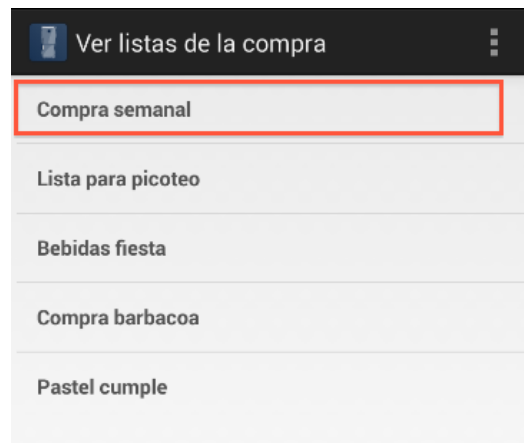 Ver listas de la compra
Compra semanal
Lista para picoteo
Bebidas fiesta
Compra barbacoa
Pastel cumple